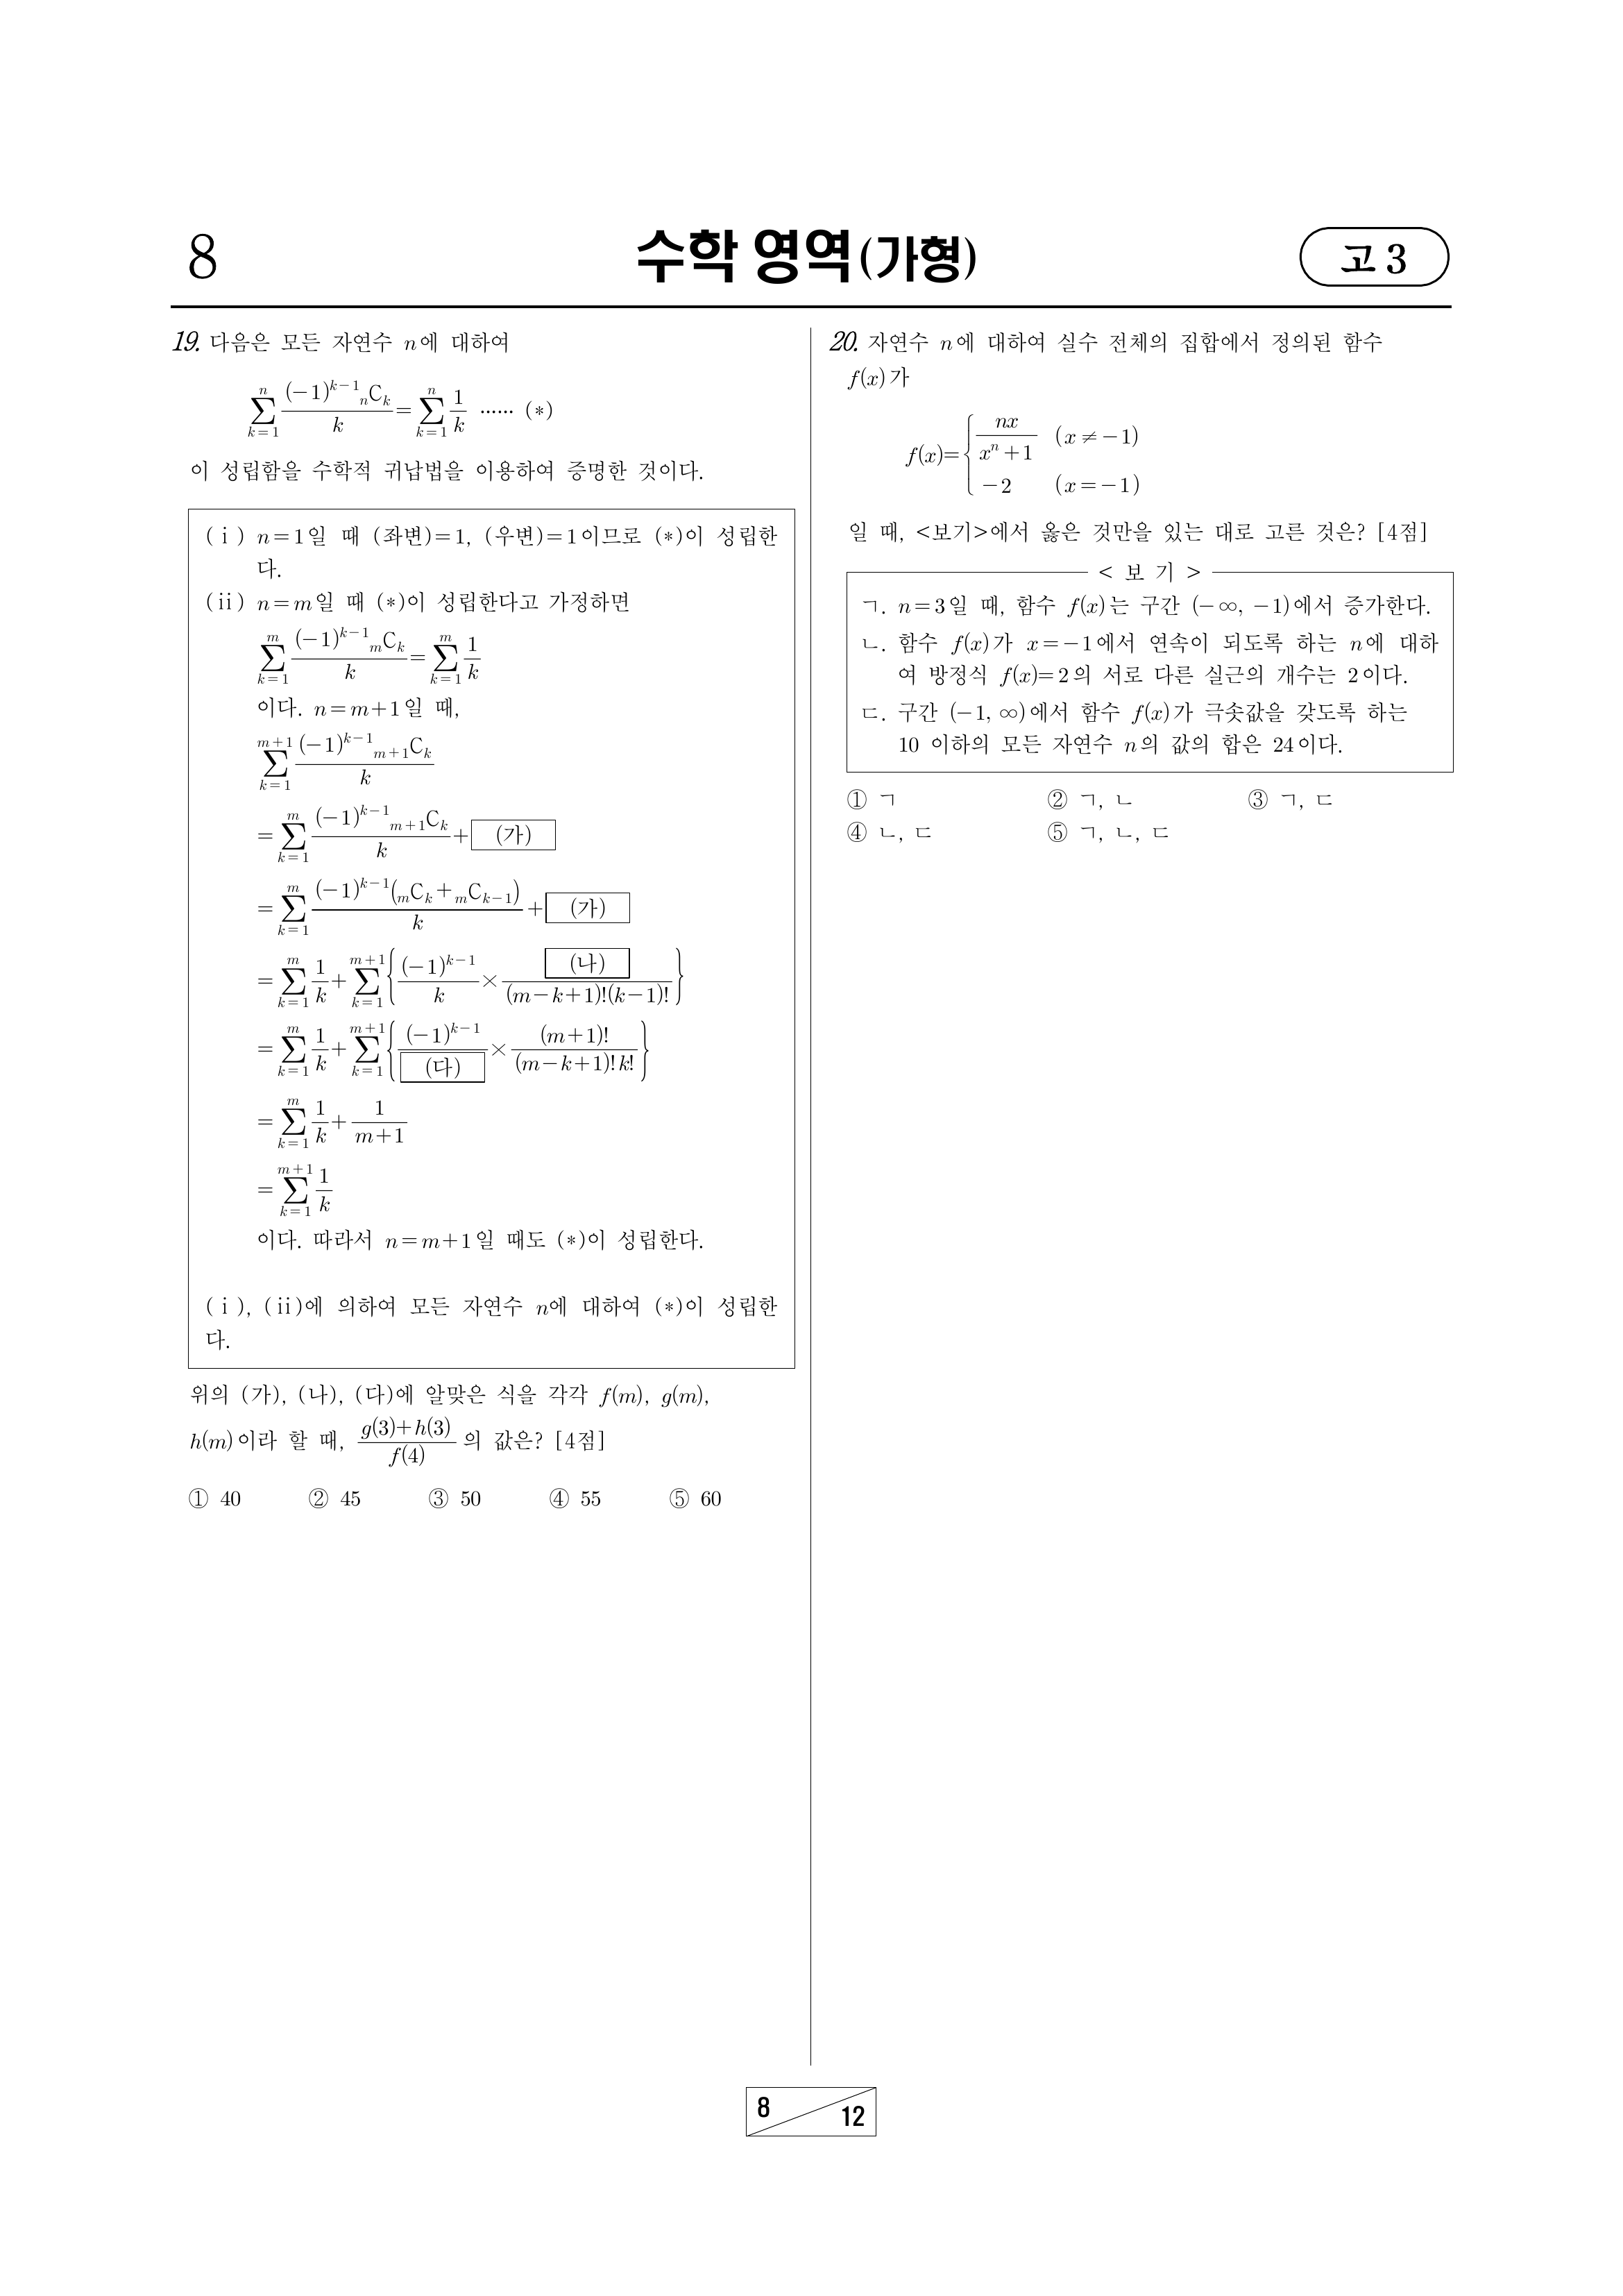 8
수학 영역(가형)
고 3
19. 다음은 모든 자연수 n에 대하여
$\sum_{k=1}^{n} \frac{(-1)^{k-1} {}_{n}C_{k}}{k} = \sum_{k=1}^{n} \frac{1}{k}$ …… (*)
이 성립함을 수학적 귀납법을 이용하여 증명한 것이다.
(ⅰ) n=1일 때 (좌변)=1, (우변)=1이므로 (*)이 성립한
다.
(ⅱ) n=m일 때 (*)이 성립한다고 가정하면
$\sum_{k=1}^{m} \frac{(-1)^{k-1} {}_{m}C_{k}}{k} = \sum_{k=1}^{m} \frac{1}{k}$
이다. n=m+1일 때,
$\sum_{k=1}^{m+1} \frac{(-1)^{k-1} {}_{m+1}C_{k}}{k}$
$= \sum_{k=1}^{m} \frac{(-1)^{k-1} {}_{m+1}C_{k}}{k} +$ (가)
$= \sum_{k=1}^{m} \frac{(-1)^{k-1} ({}_{m}C_{k} + {}_{m}C_{k-1})}{k} +$ (가)
$= \sum_{k=1}^{m} \frac{1}{k} + \sum_{k=1}^{m+1} \left\{ \frac{(-1)^{k-1}}{k} \times \frac{(나)}{(m-k+1)!(k-1)!} \right\}$
$= \sum_{k=1}^{m} \frac{1}{k} + \sum_{k=1}^{m+1} \left\{ \frac{(-1)^{k-1}}{(다)} \times \frac{(m+1)!}{(m-k+1)!k!} \right\}$
$= \sum_{k=1}^{m} \frac{1}{k} + \frac{1}{m+1}$
$= \sum_{k=1}^{m+1} \frac{1}{k}$
이다. 따라서 n=m+1일 때도 (*)이 성립한다.
(ⅰ), (ⅱ)에 의하여 모든 자연수 n에 대하여 (*)이 성립한
다.
위의 (가), (나), (다)에 알맞은 식을 각각 f(m), g(m),
h(m)이라 할 때, $\frac{g(3)+h(3)}{f(4)}$ 의 값은? [4점]
① 40 ② 45 ③ 50 ④ 55 ⑤ 60
20. 자연수 n에 대하여 실수 전체의 집합에서 정의된 함수
f(x)가
$f(x) = \begin{cases} \frac{nx}{x^{n}+1} & (x \neq -1) \\ -2 & (x = -1) \end{cases}$
일 때, <보기>에서 옳은 것만을 있는 대로 고른 것은? [4점]
< 보 기 >
ㄱ. n=3일 때, 함수 f(x)는 구간 (-∞, -1)에서 증가한다.
ㄴ. 함수 f(x)가 x=-1에서 연속이 되도록 하는 n에 대하
여 방정식 f(x)=2의 서로 다른 실근의 개수는 2이다.
ㄷ. 구간 (-1, ∞)에서 함수 f(x)가 극솟값을 갖도록 하는
10 이하의 모든 자연수 n의 값의 합은 24이다.
① ㄱ ② ㄱ, ㄴ ③ ㄱ, ㄷ
④ ㄴ, ㄷ ⑤ ㄱ, ㄴ, ㄷ
8
12